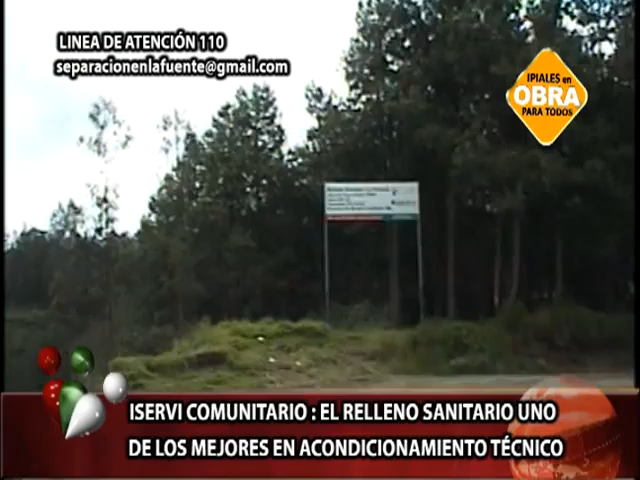 LINEA DE ATENCIÓN 110
separacionenlafuente@gmail.com
IPIALES en
OBRA
PARA TODOS
ISERVI COMUNITARIO : EL RELLENO SANITARIO UNO
DE LOS MEJORES EN ACONDICIONAMIENTO TÉCNICO